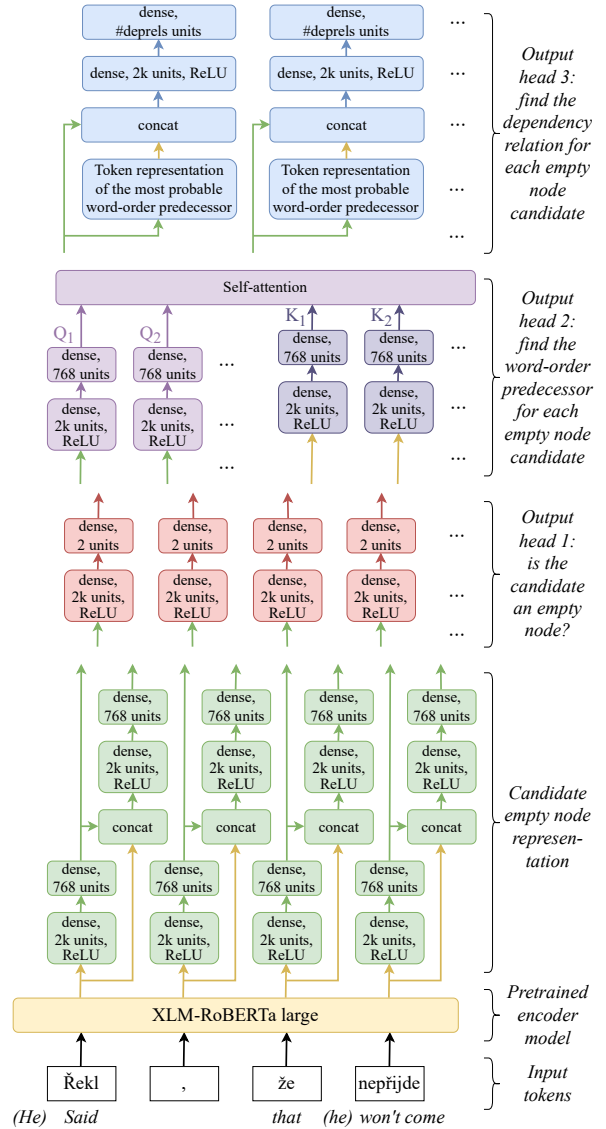 dense,
#deprels units
dense,
#deprels units
...
dense, 2k units, ReLU
dense, 2k units, ReLU
...
concat
concat
...
Token representation
of the most probable
word-order predecessor
Token representation
of the most probable
word-order predecessor
...
...
Output
head 3:
find the
dependency
relation for
each empty
node
candidate
Self-attention
Q1
Q2
K1
K2
dense,
768 units
dense,
768 units
...
dense,
768 units
dense,
768 units
...
dense,
2k units,
ReLU
dense,
2k units,
ReLU
...
dense,
2k units,
ReLU
dense,
2k units,
ReLU
...
...
...
Output
head 2:
find the
word-order
predecessor
for each
empty node
candidate
dense,
2 units
dense,
2 units
dense,
2 units
dense,
2 units
...
dense,
2k units,
ReLU
dense,
2k units,
ReLU
dense,
2k units,
ReLU
dense,
2k units,
ReLU
...
...
Output
head 1:
is the
candidate
an empty
node?
dense,
768 units
dense,
768 units
dense,
768 units
dense,
768 units
dense,
2k units,
ReLU
dense,
2k units,
ReLU
dense,
2k units,
ReLU
dense,
2k units,
ReLU
concat
concat
concat
concat
dense,
768 units
dense,
768 units
dense,
768 units
dense,
768 units
dense,
2k units,
ReLU
dense,
2k units,
ReLU
dense,
2k units,
ReLU
dense,
2k units,
ReLU
Candidate
empty node
represen-
tation
XLM-RoBERTa large
Pretrained
encoder
model
Řekl
,
že
nepřijde
Input
tokens
(He) Said
that
(he) won't come